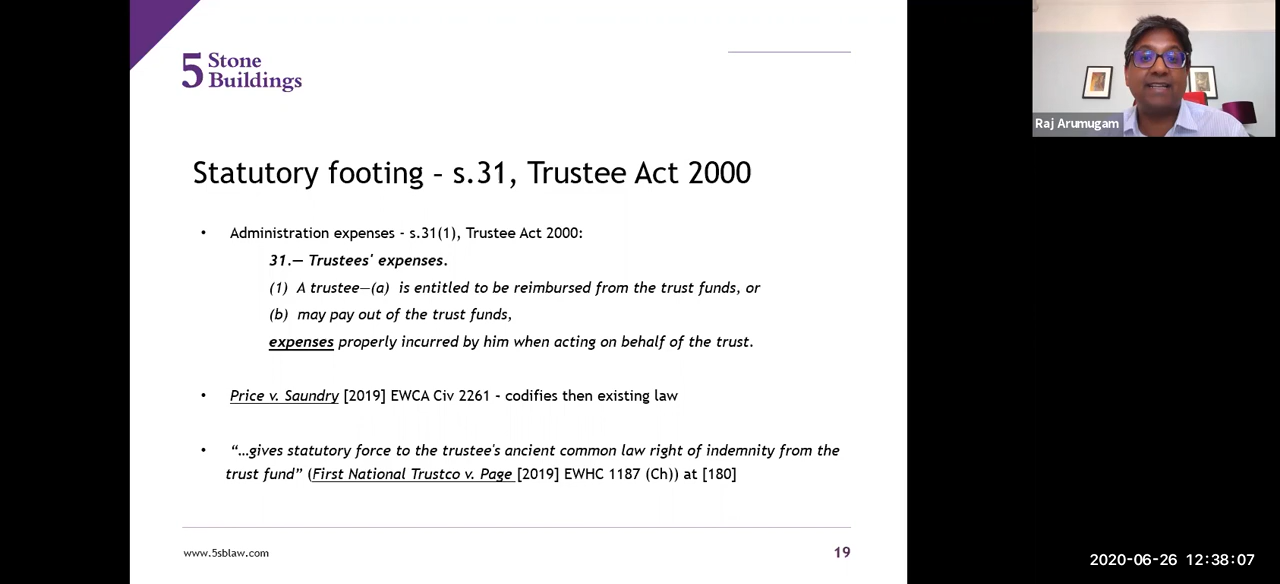 5 Stone
Buildings
Raj Arumugam
Statutory footing – s.31, Trustee Act 2000
• Administration expenses - s.31(1), Trustee Act 2000:
31.— Trustees' expenses.
(1) A trustee—(a) is entitled to be reimbursed from the trust funds, or
(b) may pay out of the trust funds,
expenses properly incurred by him when acting on behalf of the trust.
• Price v. Saundry [2019] EWCA Civ 2261 – codifies then existing law
• “…gives statutory force to the trustee's ancient common law right of indemnity from the
trust fund” (First National Trustco v. Page [2019] EWHC 1187 (Ch)) at [180]
www.5sblaw.com
19
2020-06-26 12:38:07